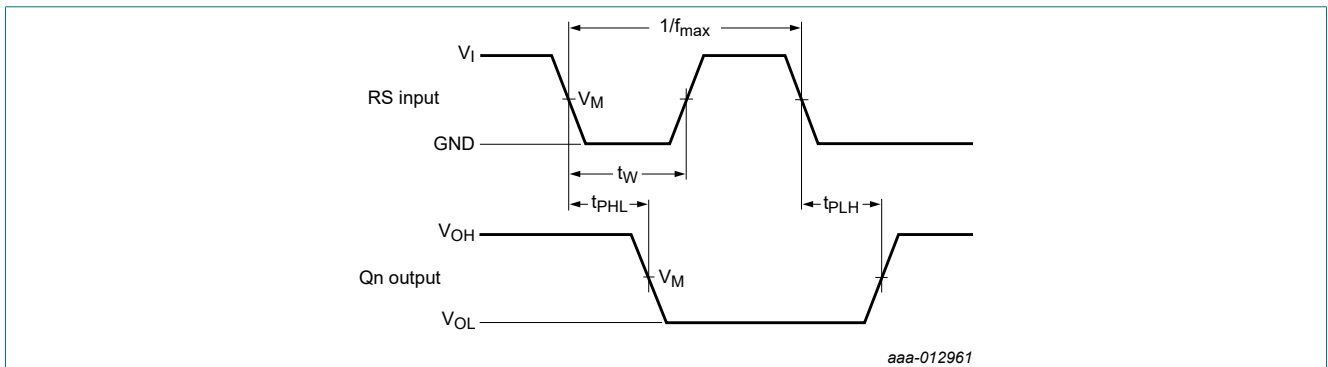 1/fmax
VI
RS input
VM
GND
tW
tPHL
tPLH
VOH
Qn output
VM
VOL
aaa-012961